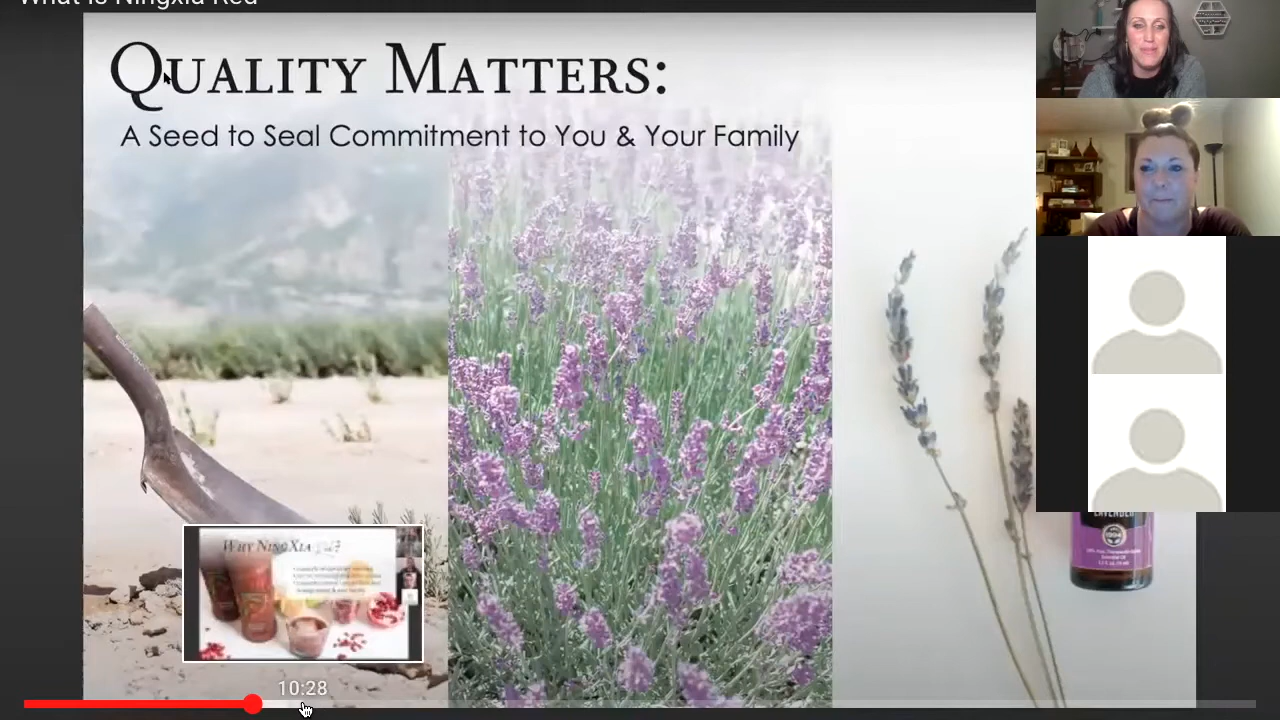 What is Ningxia Red
QUALITY MATTERS:
A Seed to Seal Commitment to You & Your Family
WHY NINGXIA
10:28
LAVENDER
1994